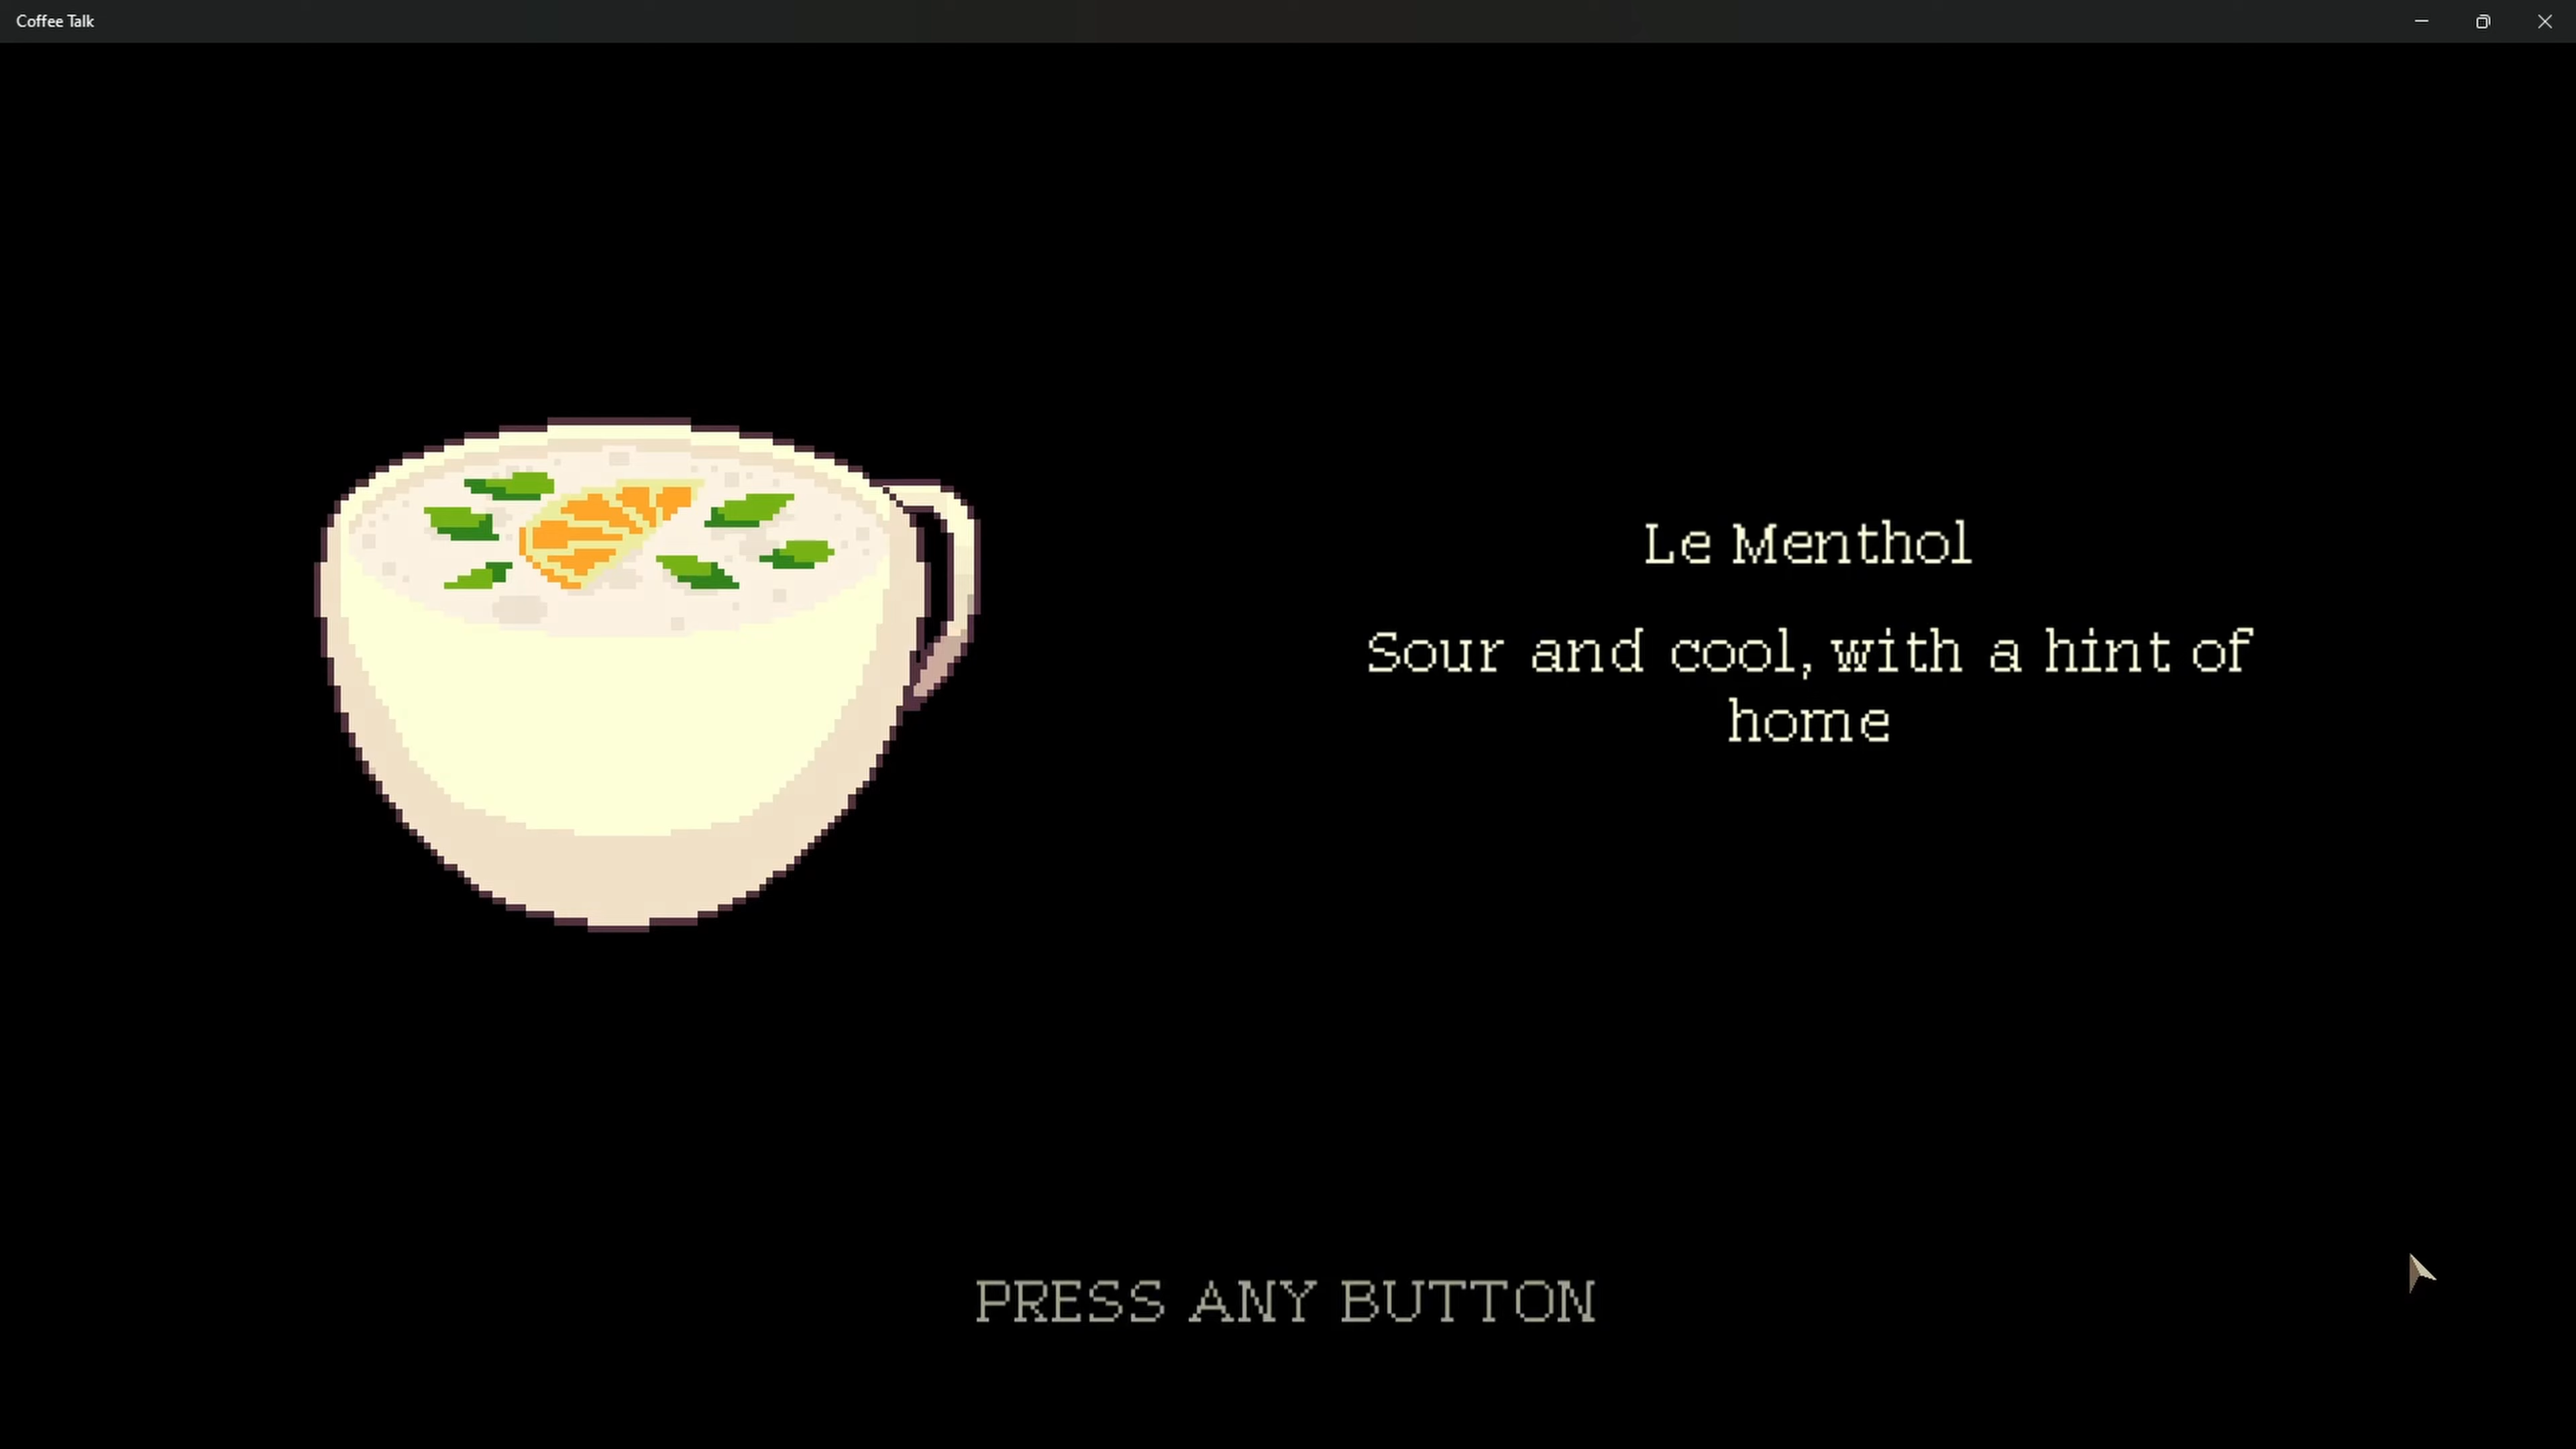 Coffee Talk
Le Menthol
Sour and cool, with a hint of
home
PRESS ANY BUTTON